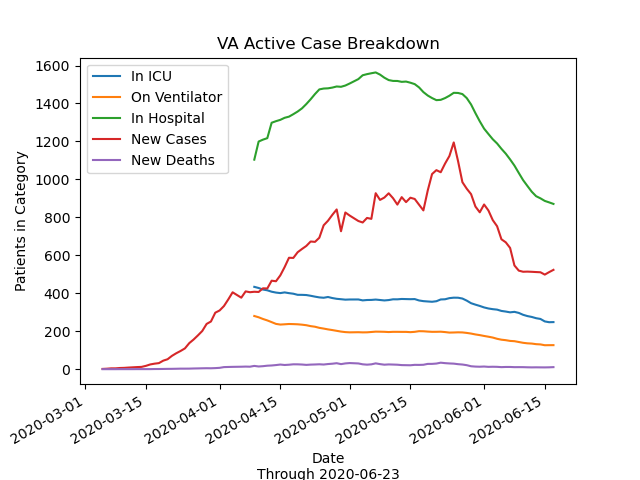 VA Active Case Breakdown
In ICU
On Ventilator
In Hospital
New Cases
New Deaths
Patients in Category
1600
1400
1200
1000
800
600
400
200
0
2020-03-01
2020-03-15
2020-04-01
2020-04-15
2020-05-01
2020-05-15
2020-06-01
2020-06-15
Date
Through 2020-06-23